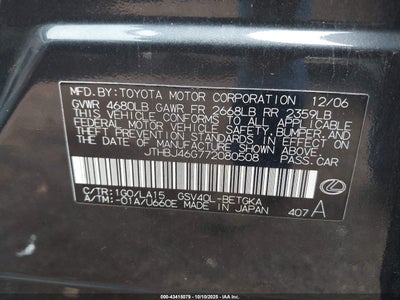 MFD. BY: TOYOTA MOTOR CORPORATION 12/06
GVWR 4680LB GAWR FR 2668LB RR 2359LB
THIS VEHICLE CONFORMS TO ALL APPLICABLE
FEDERAL MOTOR VEHICLE SAFETY, BUMPER, AND
THEFT PREVENTION STANDARDS IN EFFECT ON
THE DATE OF MANUFACTURE SHOWN ABOVE.
JTHBJ46G772080508 PASS. CAR
C/TR: 1G0/LA15 GSV40L-BETGKA
A/TM: -01A/U660E MADE IN JAPAN 407 A
00 - 43415079 - 10/10/2025 - IAA